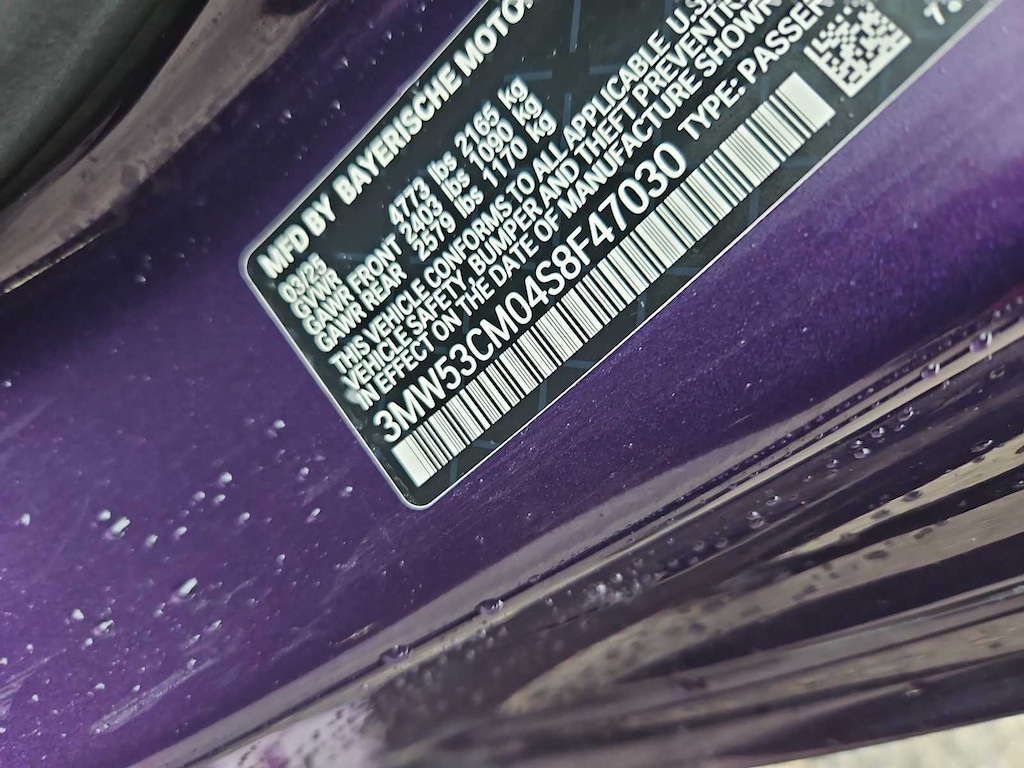 MFD BY BAYERISCHE MOTOR
03/25
GVWR 4773 lbs 2165 kg
GAWR FRONT 2403 lbs 1090 kg
GAWR REAR 2579 lbs 1170 kg
THIS VEHICLE CONFORMS TO ALL APPLICABLE U.S.
VEHICLE SAFETY, BUMPER AND THEFT PREVENTION
IN EFFECT ON THE DATE OF MANUFACTURE SHOWN
3MW53CM04S8F47030 TYPE: PASSER